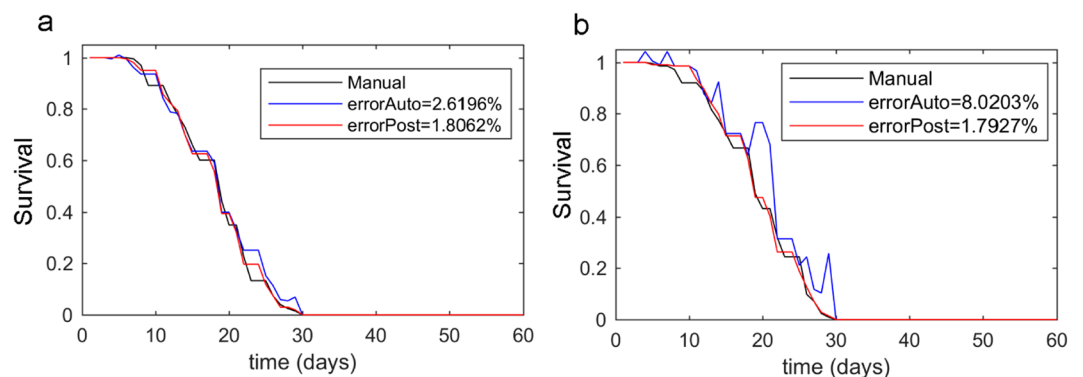 a
1
0.8
0.6
0.4
0.2
0
Survival
0 10 20 30 40 50 60
time (days)
Manual
errorAuto=2.6196%
errorPost=1.8062%
b
1
0.8
0.6
0.4
0.2
0
Survival
0 10 20 30 40 50 60
time (days)
Manual
errorAuto=8.0203%
errorPost=1.7927%